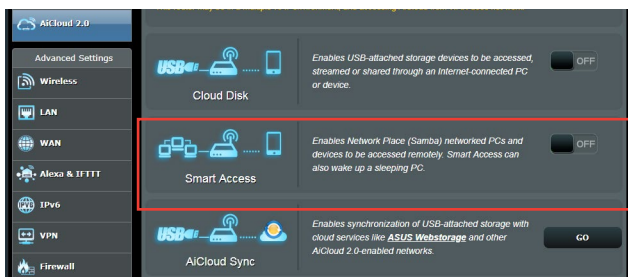 AiCloud 2.0
Advanced Settings
Wireless
LAN
WAN
Alexa & IFTTT
IPv6
VPN
Firewall
USB
Cloud Disk
Enables USB-attached storage devices to be accessed,
streamed or shared through an Internet-connected PC
or device.
OFF
Smart Access
Enables Network Place (Samba) networked PCs and
devices to be accessed remotely. Smart Access can
also wake up a sleeping PC.
OFF
USB
AiCloud Sync
Enables synchronization of USB-attached storage with
cloud services like ASUS Webstorage and other
AiCloud 2.0-enabled networks.
GO